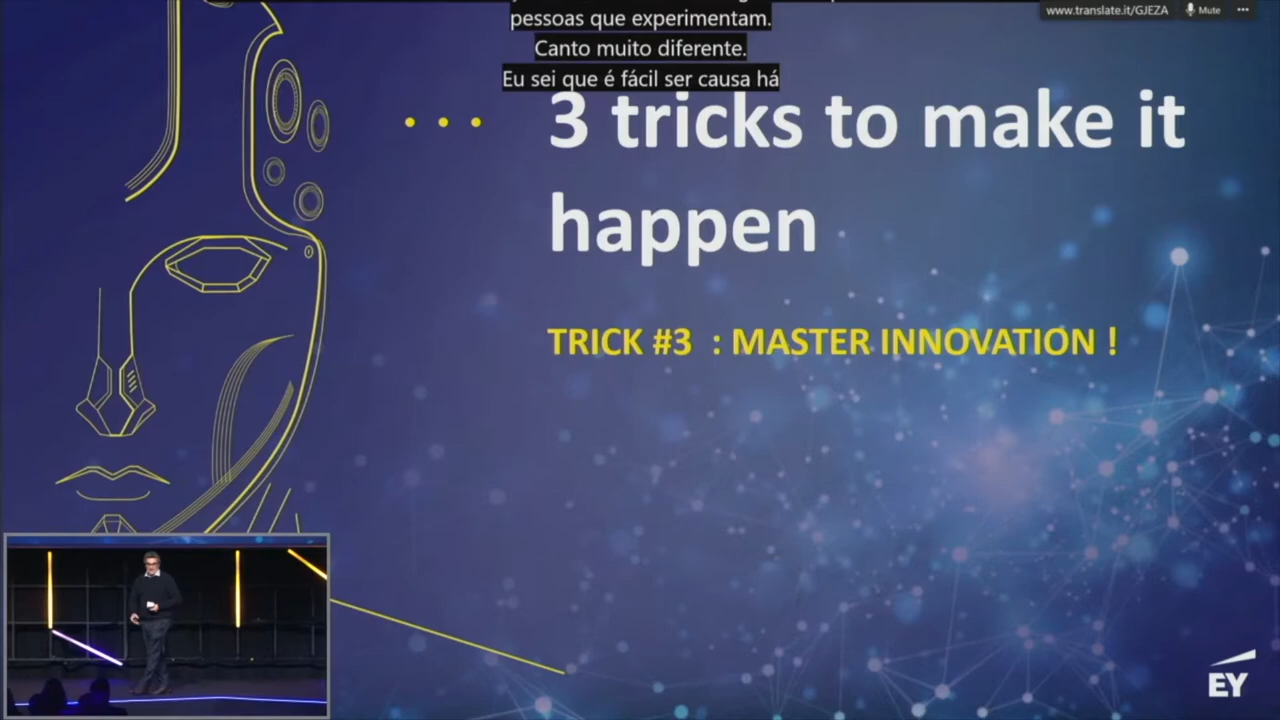 pessoas que experimentam.
Canto muito diferente.
Eu sei que é fácil ser causa há
www.translate.it/GJEZA
Mute
3 tricks to make it
happen
TRICK #3 : MASTER INNOVATION !
EY